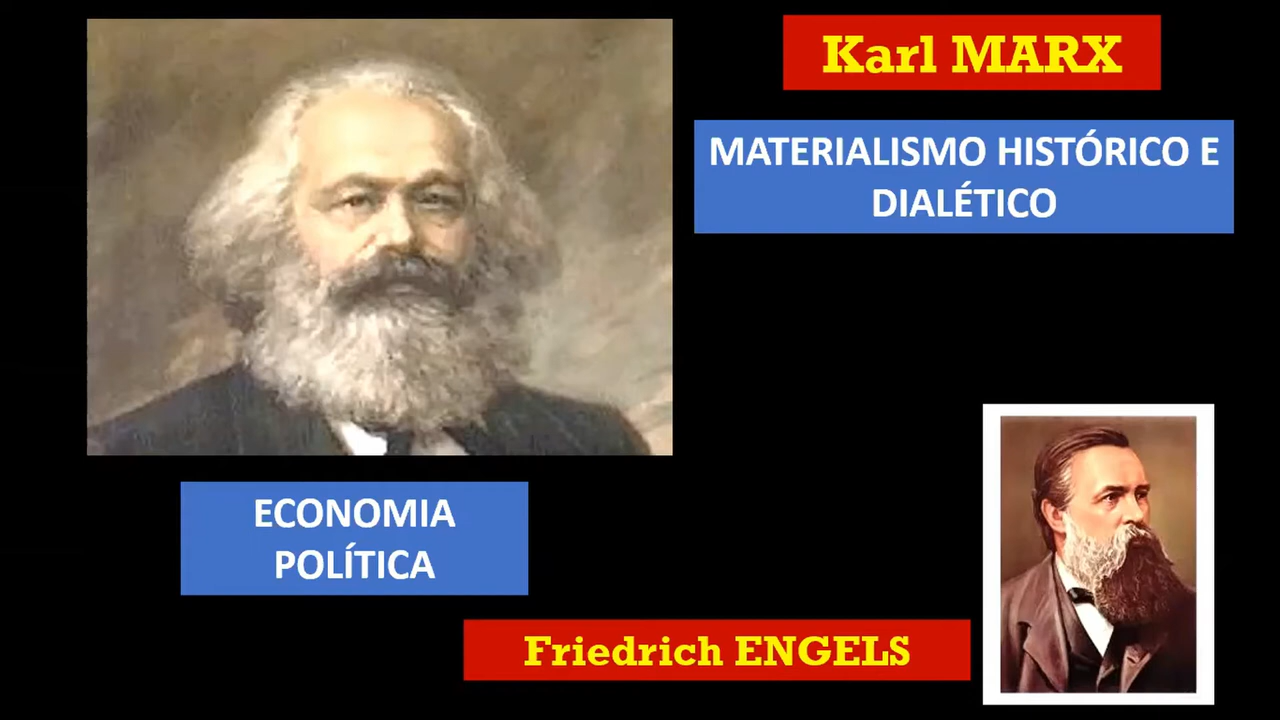 Karl MARX
MATERIALISMO HISTÓRICO E
DIALÉTICO
ECONOMIA
POLÍTICA
Friedrich ENGELS